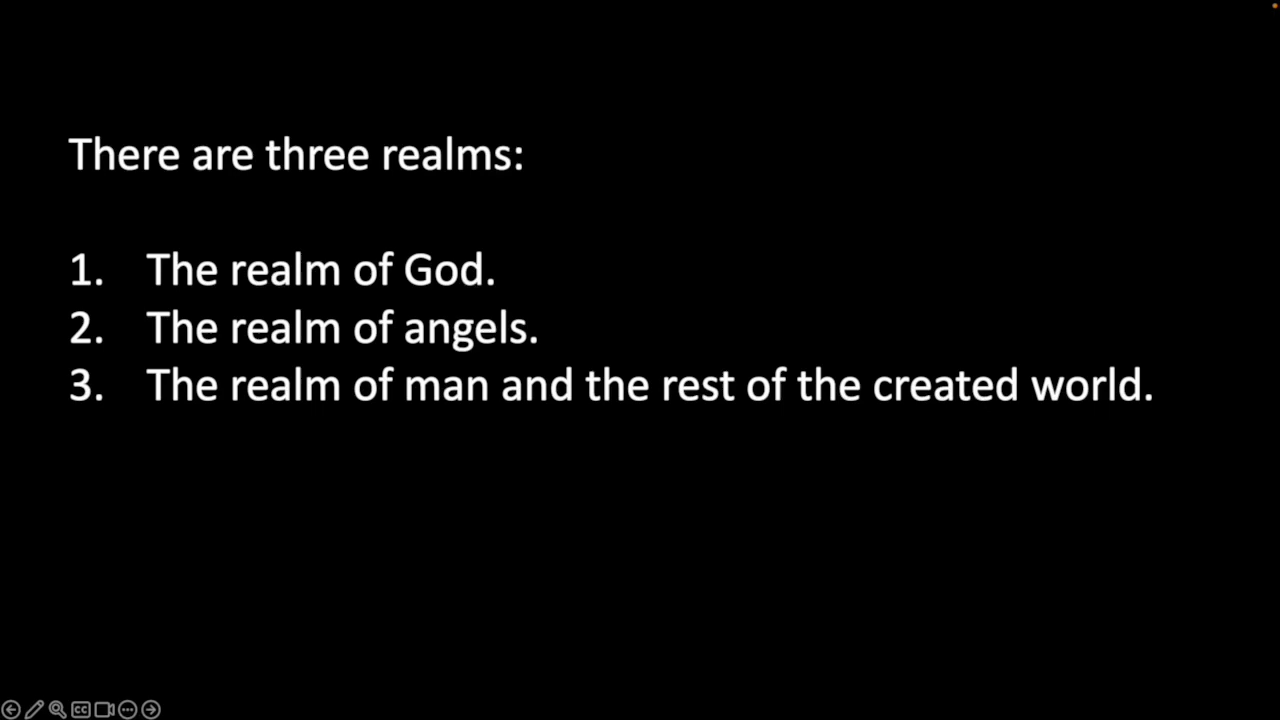 There are three realms:
1. The realm of God.
2. The realm of angels.
3. The realm of man and the rest of the created world.
CC